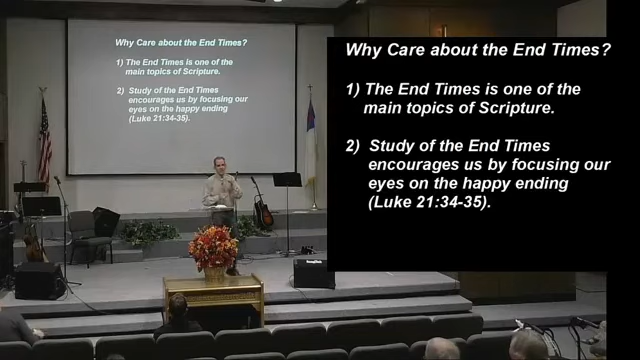 Why Care about the End Times?
1) The End Times is one of the
main topics of Scripture.
2) Study of the End Times
encourages us by focusing our
eyes on the happy ending
(Luke 21:34-35).
Why Care about the End Times?
1) The End Times is one of the
main topics of Scripture.
2) Study of the End Times
encourages us by focusing our
eyes on the happy ending
(Luke 21:34-35).